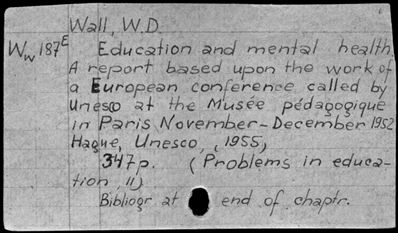 Wall, W.D.
Ww 187E Education and mental health.
A report based upon the work of
a European conference called by
Unesco at the Musée pédagogique
in Paris November-December 1952
Hague, Unesco, (1955)
347p. (Problems in educa-
tion, 11)
Bibliogr at end of chaptr.